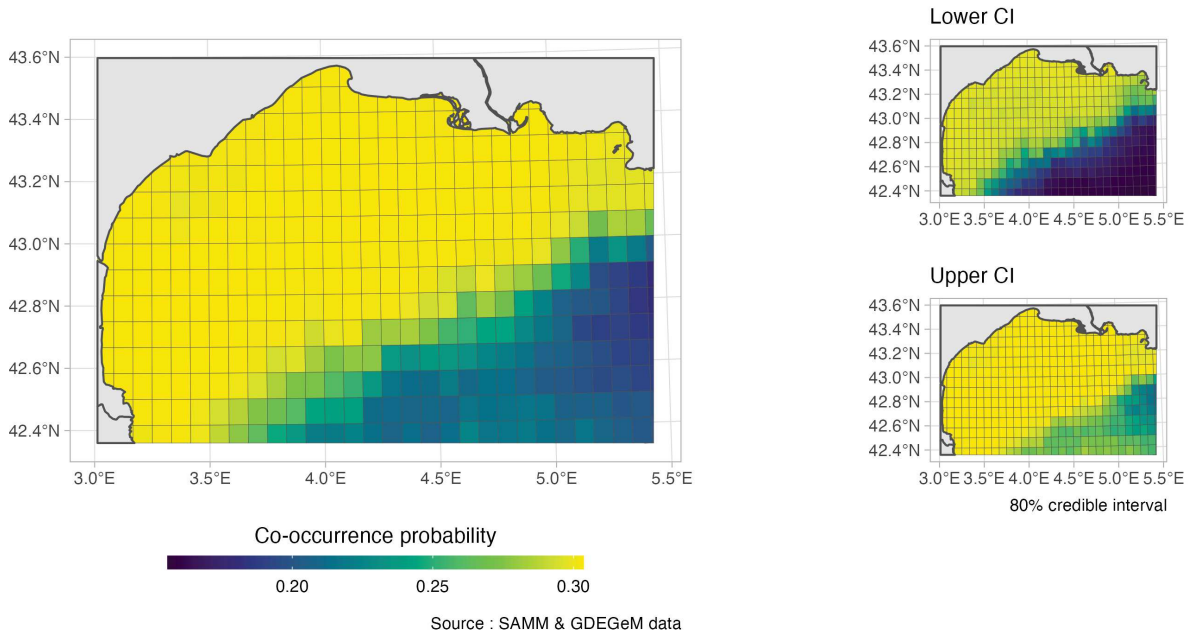 43.6°N
43.4°N
43.2°N
43.0°N
42.8°N
42.6°N
42.4°N
3.0°E 3.5°E 4.0°E 4.5°E 5.0°E 5.5°E
Co-occurrence probability
0.20 0.25 0.30
Source : SAMM & GDEGeM data
Lower CI
43.6°N
43.4°N
43.2°N
43.0°N
42.8°N
42.6°N
42.4°N
3.0°E 3.5°E 4.0°E 4.5°E 5.0°E 5.5°E
Upper CI
43.6°N
43.4°N
43.2°N
43.0°N
42.8°N
42.6°N
42.4°N
3.0°E 3.5°E 4.0°E 4.5°E 5.0°E 5.5°E
80% credible interval